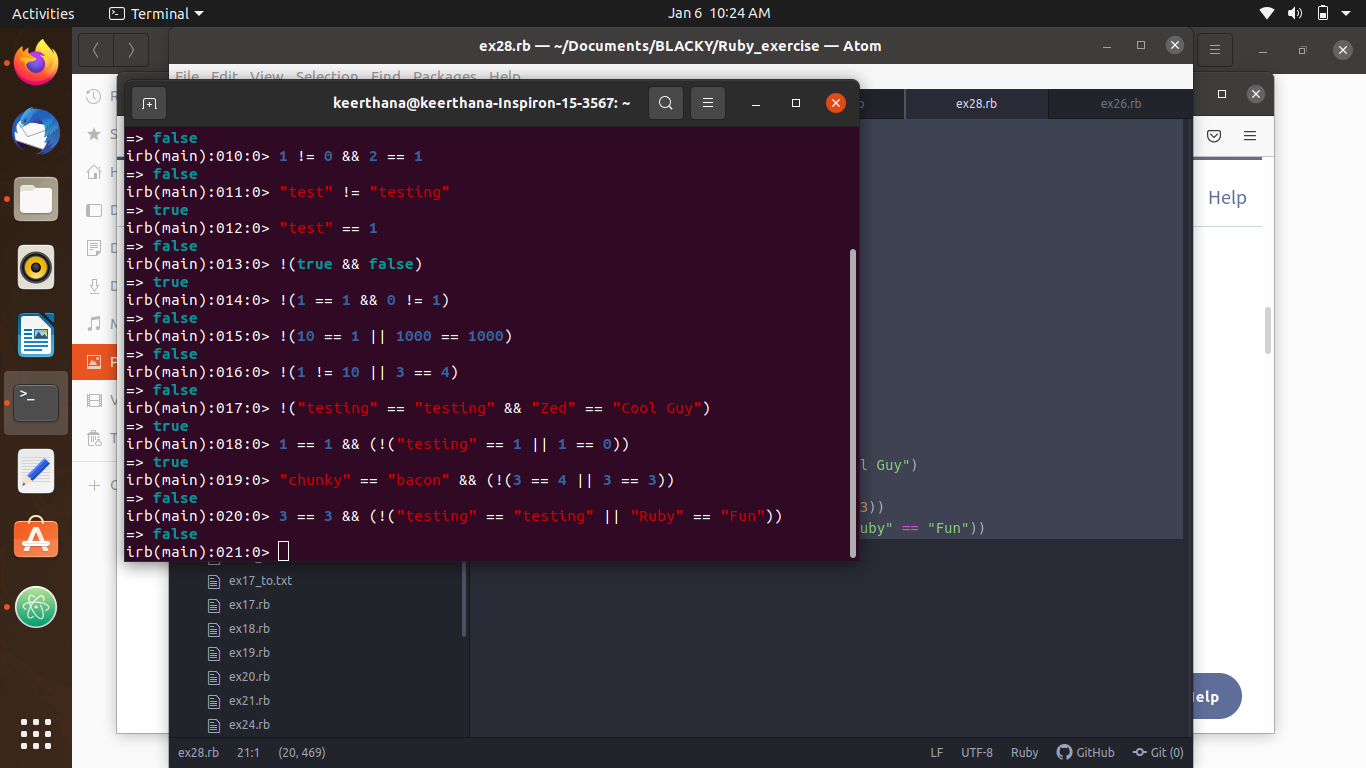 Activities
Terminal
Jan 6 10:24 AM
ex28.rb — ~/Documents/BLACKY/Ruby_exercise — Atom
File Edit View Selection Find Packages Help
keerthana@keerthana-Inspiron-15-3567: ~
ex28.rb
ex26.rb
Help
=> false
irb(main):010:0> 1 != 0 && 2 == 1
=> false
irb(main):011:0> "test" != "testing"
=> true
irb(main):012:0> "test" == 1
=> false
irb(main):013:0> !(true && false)
=> true
irb(main):014:0> !(1 == 1 && 0 != 1)
=> false
irb(main):015:0> !(10 == 1 || 1000 == 1000)
=> false
irb(main):016:0> !(1 != 10 || 3 == 4)
=> false
irb(main):017:0> !("testing" == "testing" && "Zed" == "Cool Guy")
=> true
irb(main):018:0> 1 == 1 && (!("testing" == 1 || 1 == 0))
=> true
irb(main):019:0> "chunky" == "bacon" && (!(3 == 4 || 3 == 3))
=> false
irb(main):020:0> 3 == 3 && (!("testing" == "testing" || "Ruby" == "Fun"))
=> false
irb(main):021:0>
l Guy")
3))
uby" == "Fun"))
ex17_to.txt
ex17.rb
ex18.rb
ex19.rb
ex20.rb
ex21.rb
ex24.rb
elp
ex28.rb 21:1 (20, 469)
LF UTF-8 Ruby GitHub Git (0)